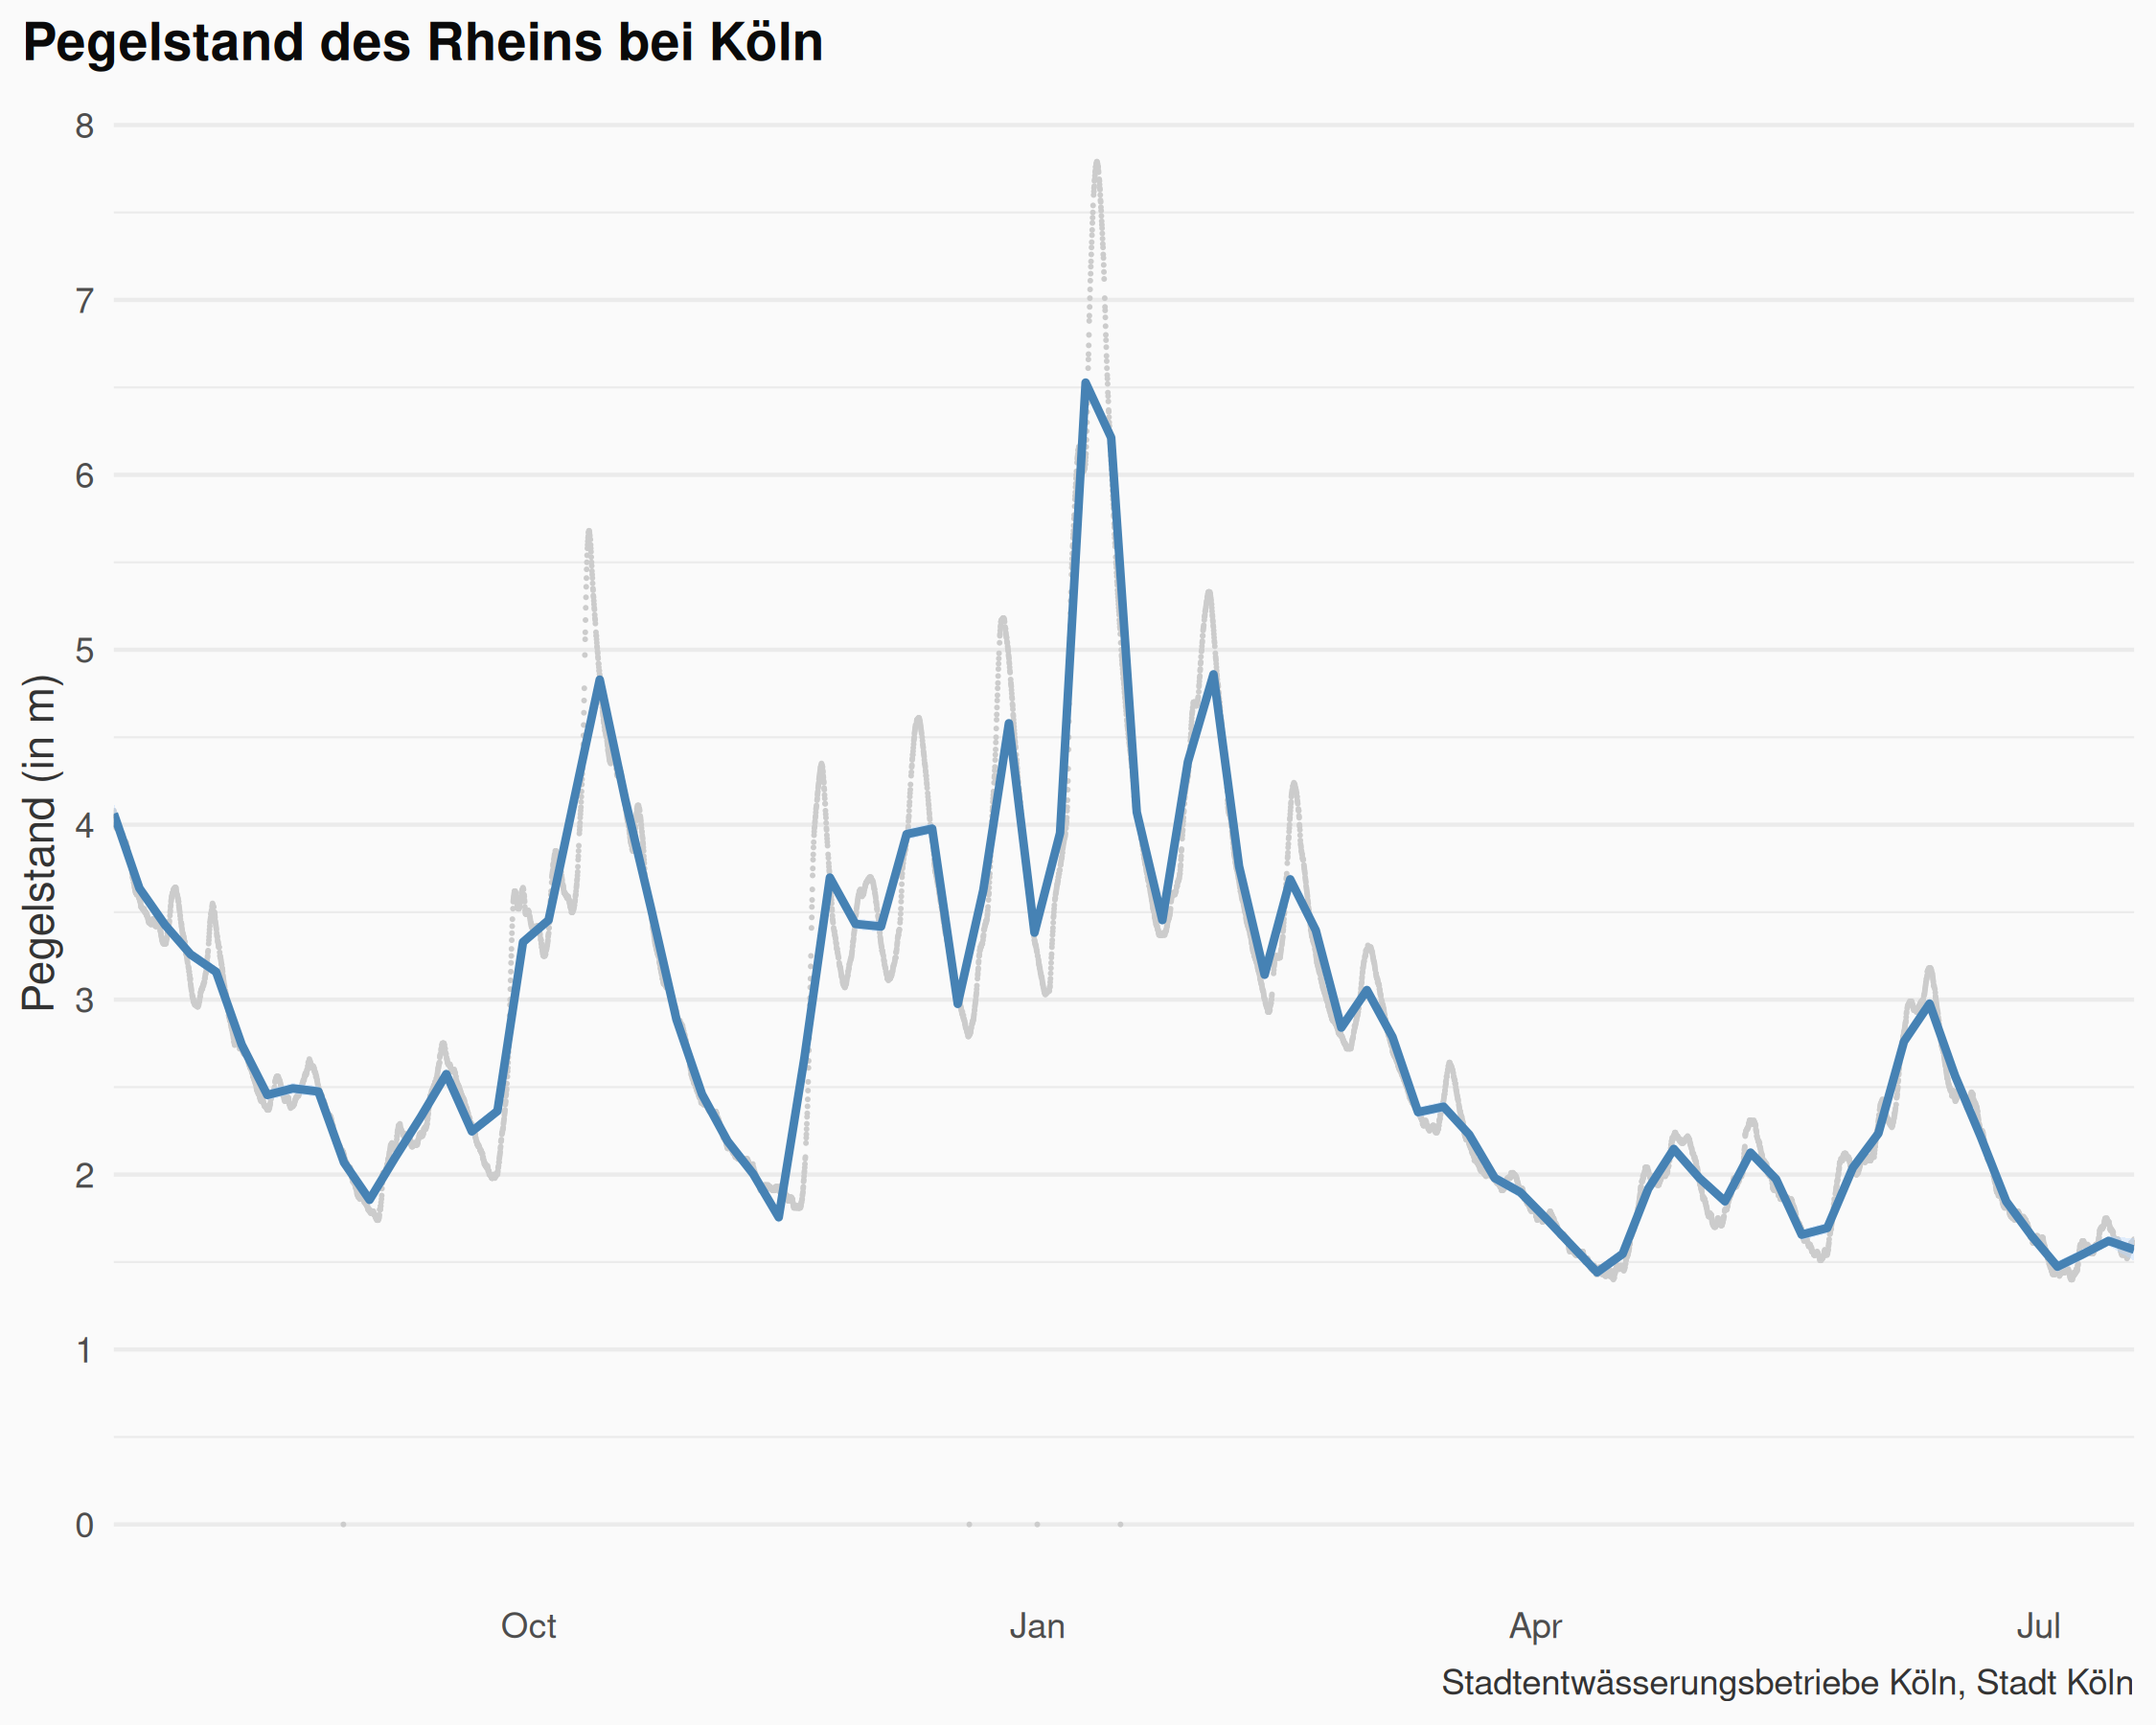 Pegelstand des Rheins bei Köln
8
7
6
5
4
3
2
1
0
Pegelstand (in m)
Oct Jan Apr Jul
Stadtentwässerungsbetriebe Köln, Stadt Köln